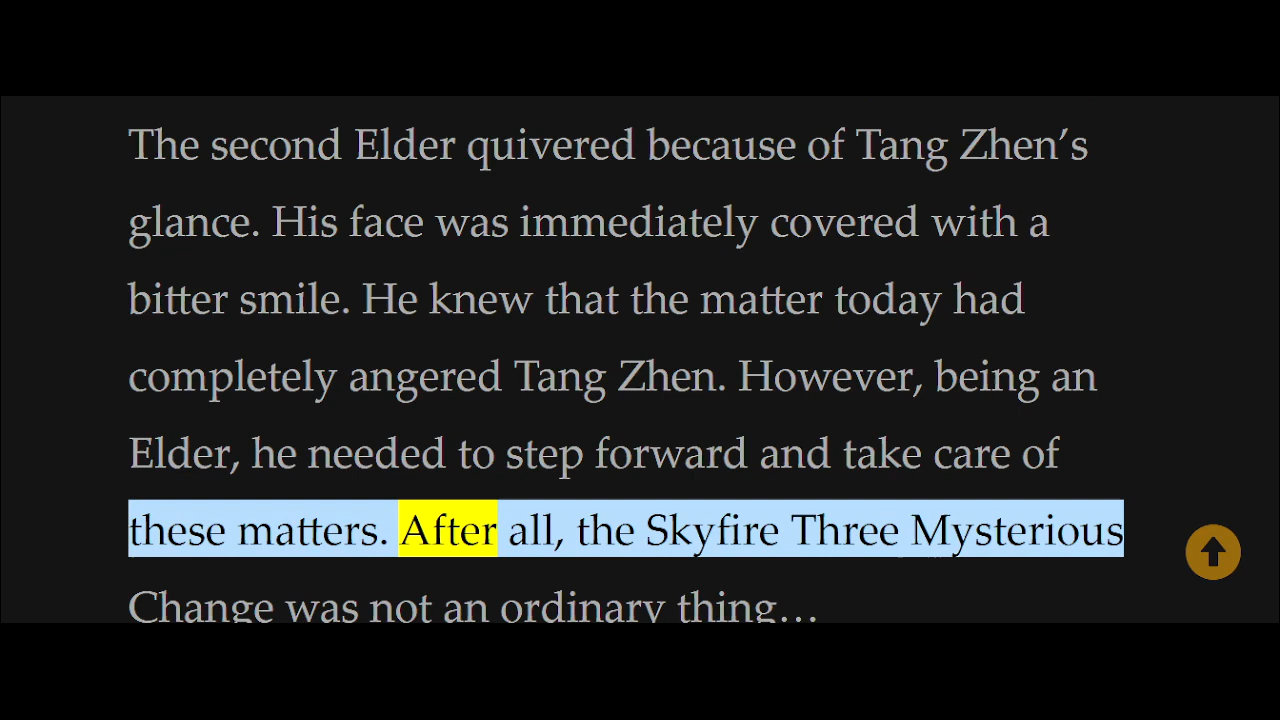 The second Elder quivered because of Tang Zhen’s
glance. His face was immediately covered with a
bitter smile. He knew that the matter today had
completely angered Tang Zhen. However, being an
Elder, he needed to step forward and take care of
these matters. After all, the Skyfire Three Mysterious
Change was not an ordinary thing…